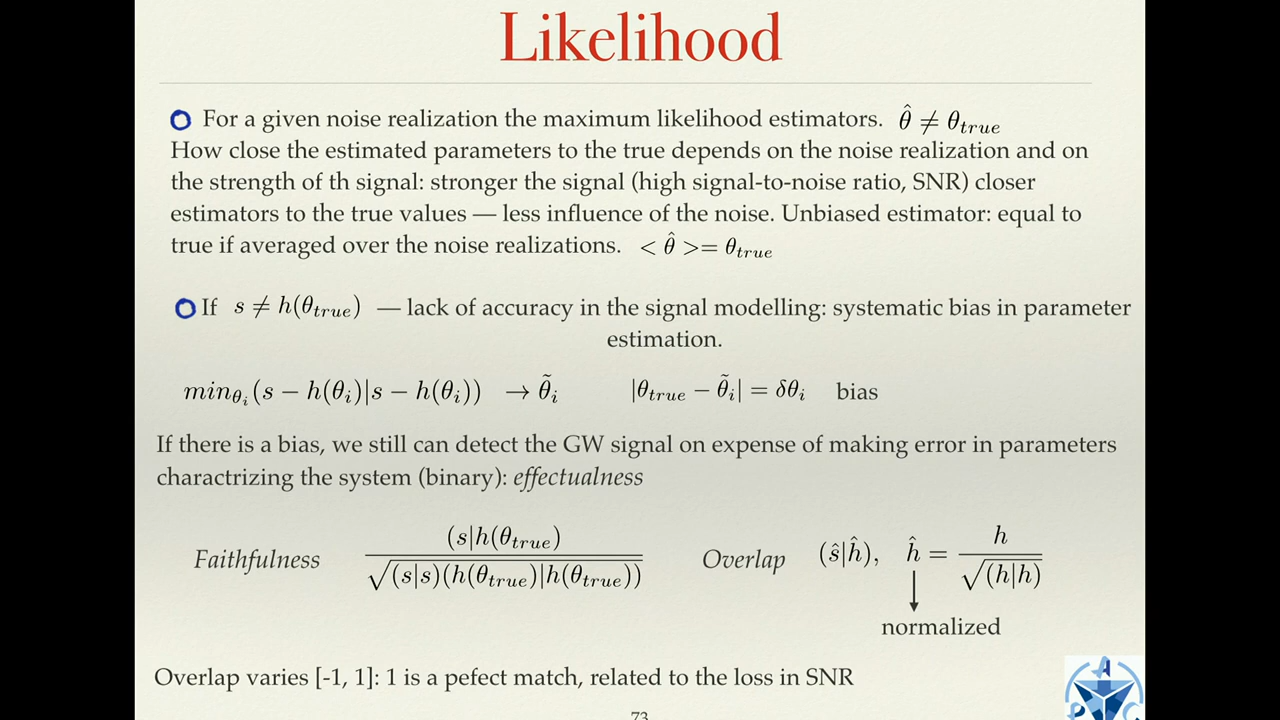 Likelihood
For a given noise realization the maximum likelihood estimators. θ̂ ≠ θ_true
How close the estimated parameters to the true depends on the noise realization and on
the strength of th signal: stronger the signal (high signal-to-noise ratio, SNR) closer
estimators to the true values — less influence of the noise. Unbiased estimator: equal to
true if averaged over the noise realizations. < θ̂ >= θ_true
If s ≠ h(θ_true) — lack of accuracy in the signal modelling: systematic bias in parameter
estimation.
min_θ_i (s − h(θ_i)|s − h(θ_i)) → θ̃_i |θ_true − θ̃_i| = δθ_i bias
If there is a bias, we still can detect the GW signal on expense of making error in parameters
charactrizing the system (binary): effectualness
Faithfulness (s|h(θ_true) / √(s|s)(h(θ_true)|h(θ_true)) Overlap (ŝ|ĥ), ĥ = h / √(h|h)
normalized
Overlap varies [-1, 1]: 1 is a pefect match, related to the loss in SNR
73